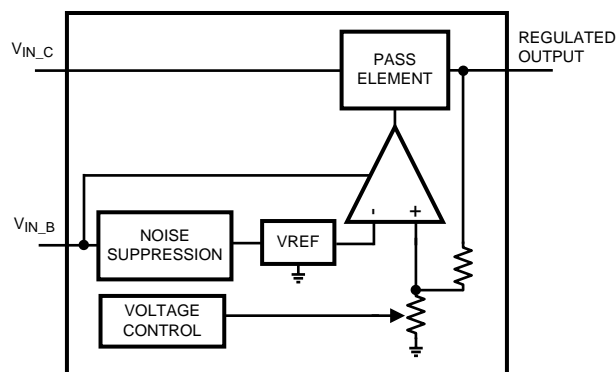 V_IN_C
REGULATED
OUTPUT
PASS
ELEMENT
- +
V_IN_B
NOISE
SUPPRESSION
VREF
VOLTAGE
CONTROL